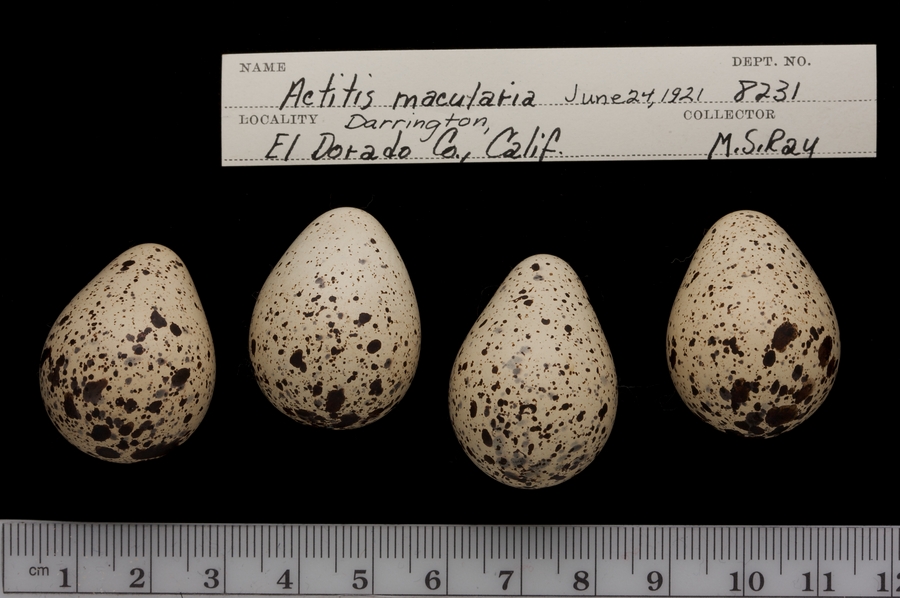 NAME DEPT. NO.
Actitis macularia June 24, 1921 8231
LOCALITY Darrington, COLLECTOR
El Dorado Co., Calif. M.S.Ray
cm 1 2 3 4 5 6 7 8 9 10 11 12